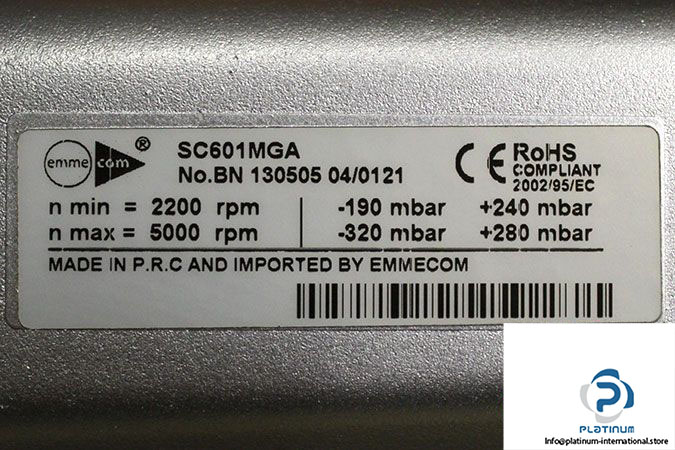 emme com ®
SC601MGA
No.BN 130505 04/0121
CE RoHS
COMPLIANT
2002/95/EC
n min = 2200 rpm -190 mbar +240 mbar
n max = 5000 rpm -320 mbar +280 mbar
MADE IN P.R.C AND IMPORTED BY EMMECOM
PLATINUM
Info@platinum-international.store